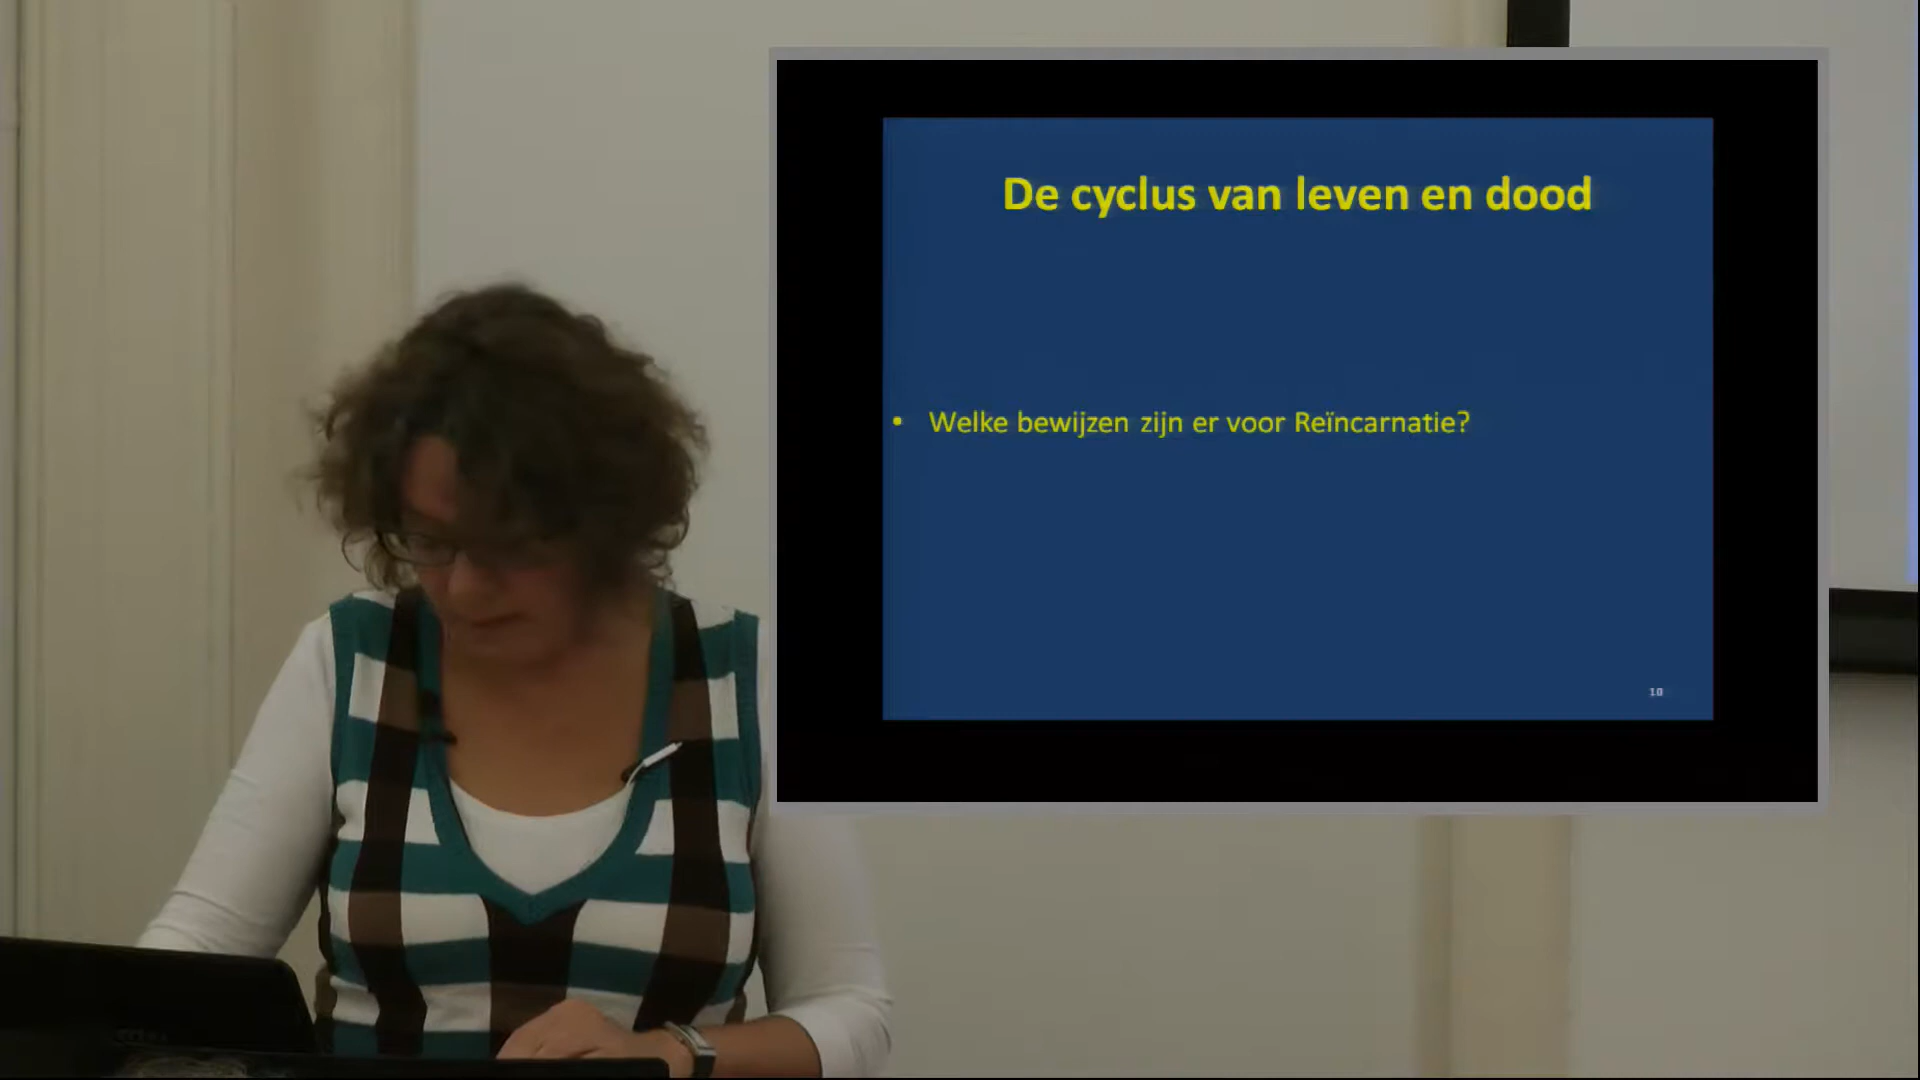 De cyclus van leven en dood
• Welke bewijzen zijn er voor Reïncarnatie?
10